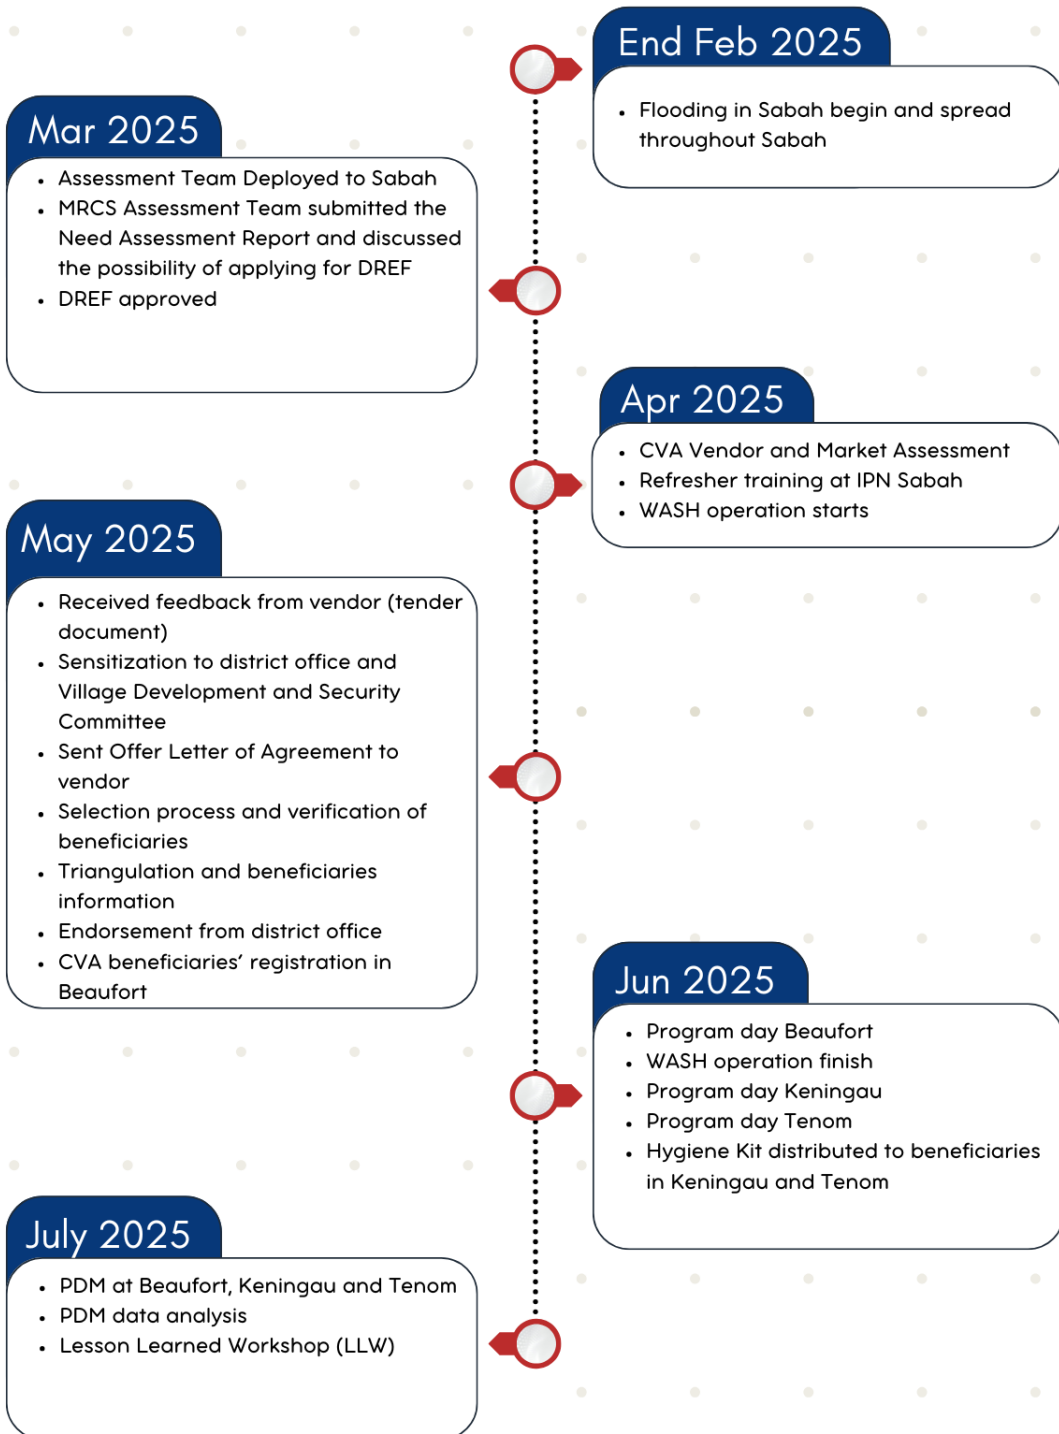 End Feb 2025
• Flooding in Sabah begin and spread
throughout Sabah
Mar 2025
• Assessment Team Deployed to Sabah
• MRCS Assessment Team submitted the
Need Assessment Report and discussed
the possibility of applying for DREF
• DREF approved
Apr 2025
• CVA Vendor and Market Assessment
• Refresher training at IPN Sabah
• WASH operation starts
May 2025
• Received feedback from vendor (tender
document)
• Sensitization to district office and
Village Development and Security
Committee
• Sent Offer Letter of Agreement to
vendor
• Selection process and verification of
beneficiaries
• Triangulation and beneficiaries
information
• Endorsement from district office
• CVA beneficiaries’ registration in
Beaufort
Jun 2025
• Program day Beaufort
• WASH operation finish
• Program day Keningau
• Program day Tenom
• Hygiene Kit distributed to beneficiaries
in Keningau and Tenom
July 2025
• PDM at Beaufort, Keningau and Tenom
• PDM data analysis
• Lesson Learned Workshop (LLW)